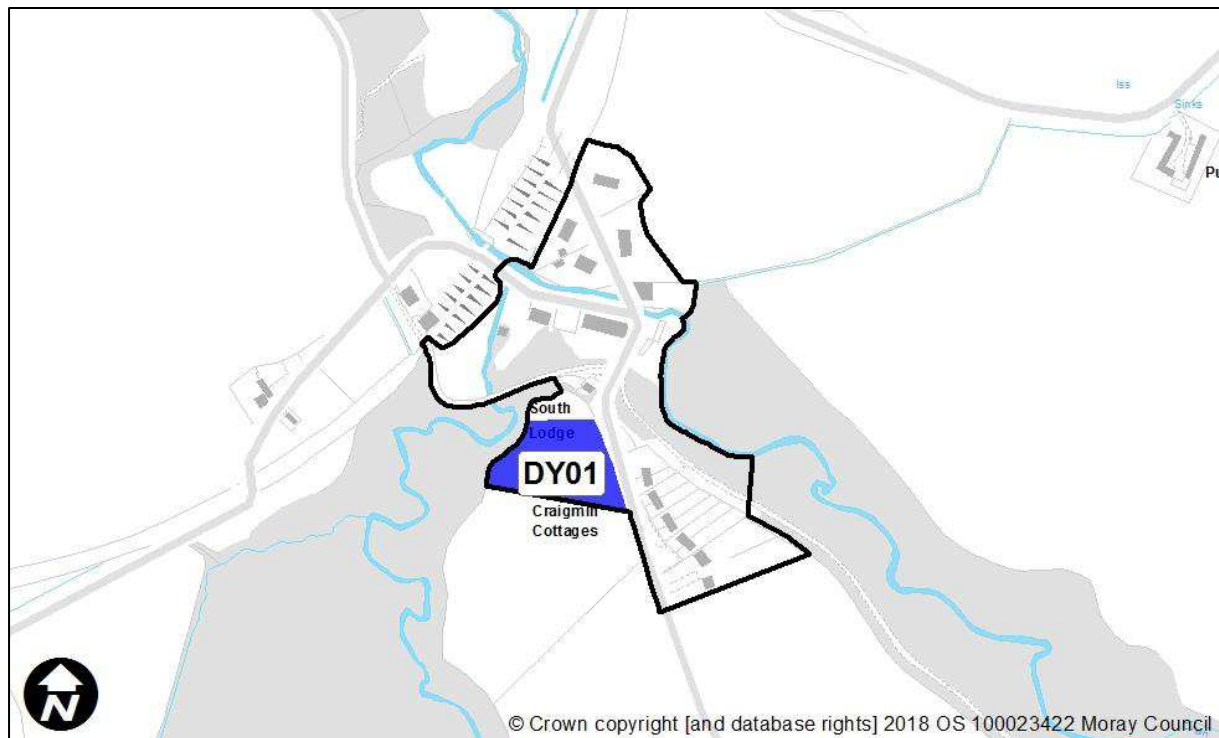 Iss
Sinks
Pu
South
Lodge
DY01
Craigmill
Cottages
N
© Crown copyright [and database rights] 2018 OS 100023422 Moray Council